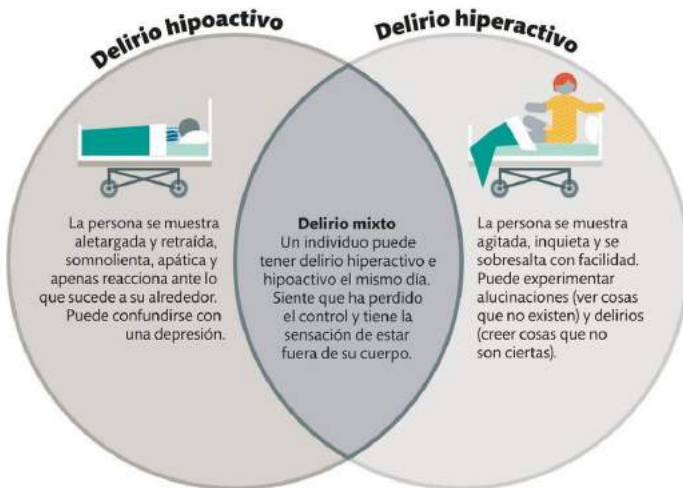 Delirio hipoactivo
Delirio hiperactivo
La persona se muestra
aletargada y retraída,
somnolienta, apática y
apenas reacciona ante lo
que sucede a su alrededor.
Puede confundirse con
una depresión.
Delirio mixto
Un individuo puede
tener delirio hiperactivo e
hipoactivo el mismo día.
Siente que ha perdido
el control y tiene la
sensación de estar
fuera de su cuerpo.
La persona se muestra
agitada, inquieta y se
sobresalta con facilidad.
Puede experimentar
alucinaciones (ver cosas
que no existen) y delirios
(creer cosas que no
son ciertas).